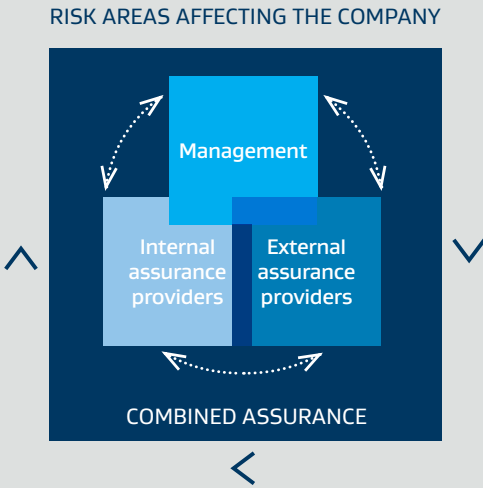 RISK AREAS AFFECTING THE COMPANY
Management
Internal
assurance
providers
External
assurance
providers
COMBINED ASSURANCE